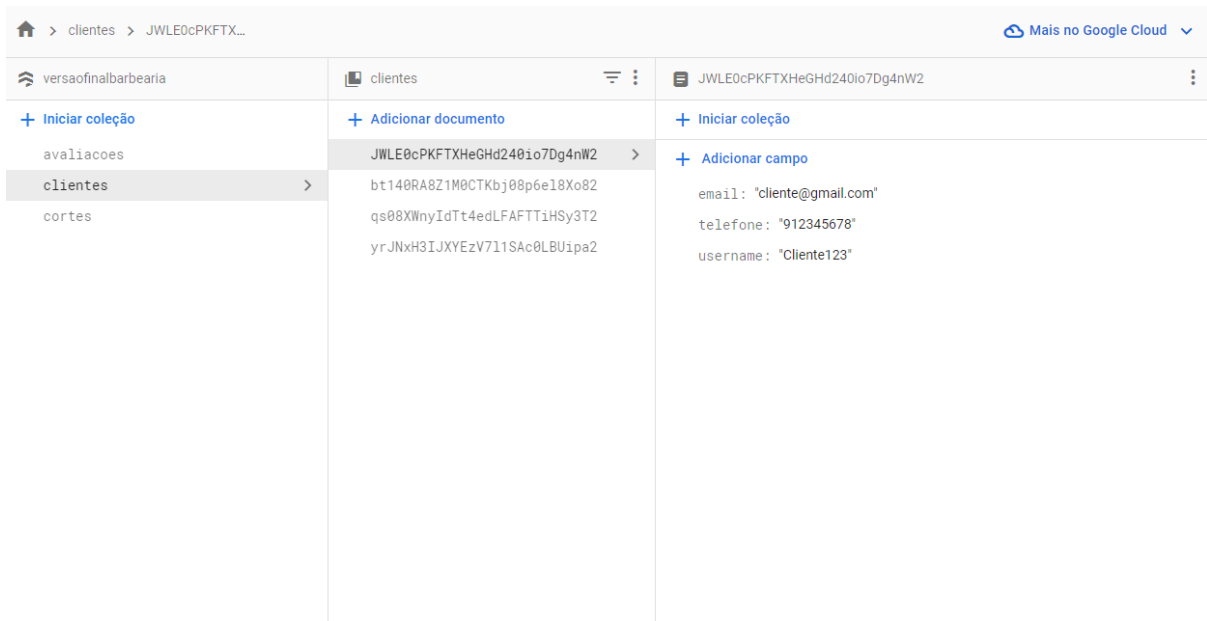 clientes > JWLE0cPKFTX...
Mais no Google Cloud
versaofinalbarbearia
clientes
JWLE0cPKFTXHeGHd240io7Dg4nW2
+ Iniciar coleção
+ Adicionar documento
+ Iniciar coleção
avaliacoes
clientes
cortes
JWLE0cPKFTXHeGHd240io7Dg4nW2
bt140RA8Z1M0CTKbj08p6el8Xo82
qs08XWnyIdTt4edLFAFTTiHSy3T2
yrJNxH3IJXYEzV7l1SAc0LBUipa2
+ Adicionar campo
email: "cliente@gmail.com"
telefone: "912345678"
username: "Cliente123"